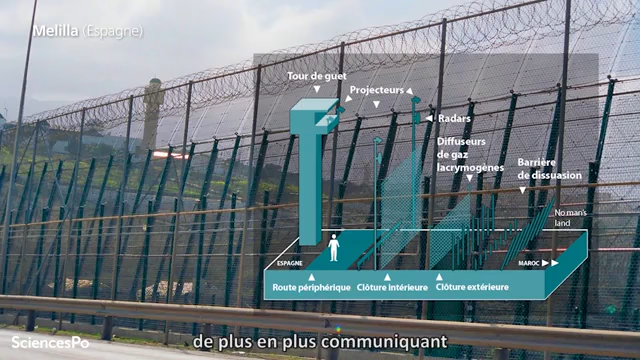 Melilla (Espagne)
Tour de guet
Projecteurs
Radars
Diffuseurs
de gaz
lacrymogènes
Barrière
de dissuasion
No man's
land
ESPAGNE
MAROC
Route périphérique
Clôture intérieure
Clôture extérieure
de plus en plus communiquant
SciencesPo